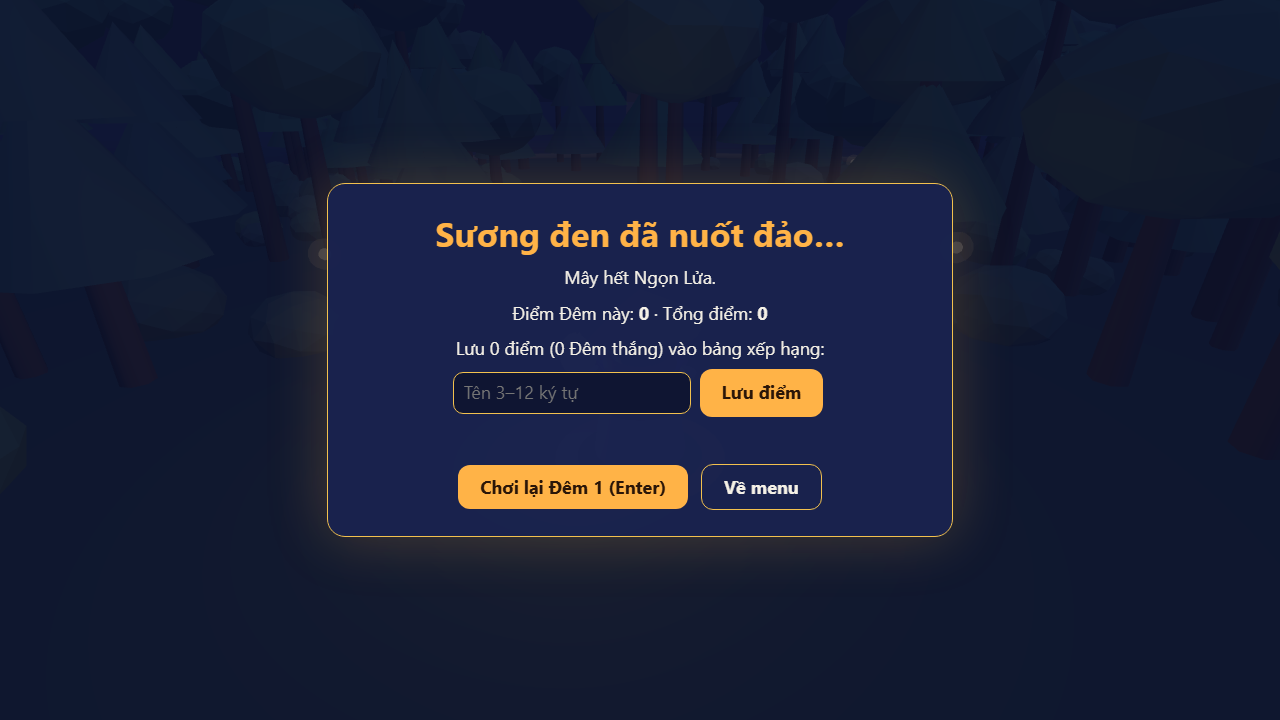 Sương đen đã nuốt đảo...
Mây hết Ngọn Lửa.
Điểm Đêm này: 0 · Tổng điểm: 0
Lưu 0 điểm (0 Đêm thắng) vào bảng xếp hạng:
Tên 3–12 ký tự
Lưu điểm
Chơi lại Đêm 1 (Enter)
Về menu